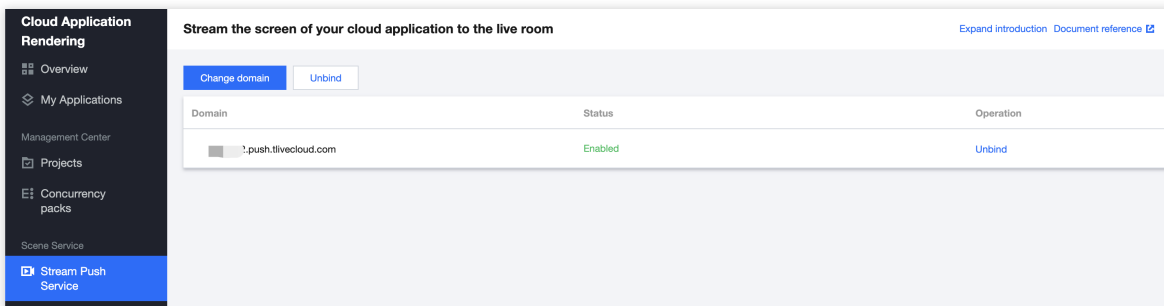 Cloud Application
Rendering
Overview
My Applications
Management Center
Projects
Concurrency
packs
Scene Service
Stream Push
Service
Stream the screen of your cloud application to the live room
Expand introduction Document reference
Change domain Unbind
Domain Status Operation
.push.tlivecloud.com Enabled Unbind